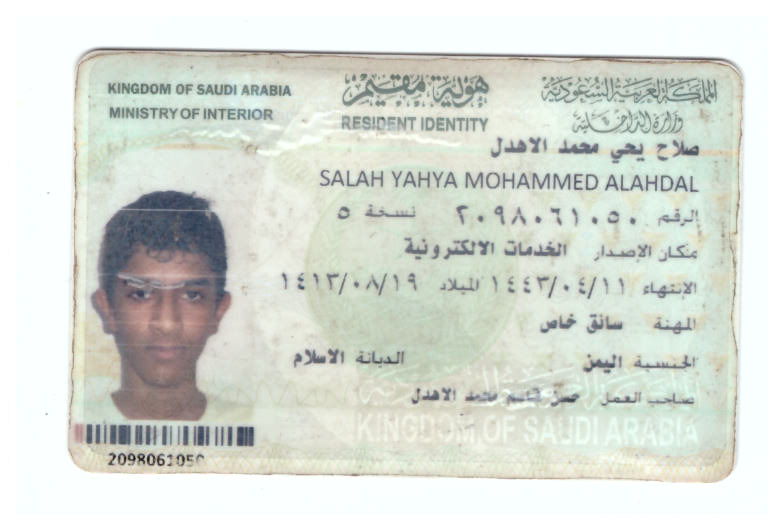 KINGDOM OF SAUDI ARABIA
MINISTRY OF INTERIOR
هوية مقيم
RESIDENT IDENTITY
المملكة العربية السعودية
وزارة الداخلية
صلاح يحي محمد الاهدل
SALAH YAHYA MOHAMMED ALAHDAL
الرقم ٢٠٩٨٠٦١٠٥٠ نسخة ٥
مكان الإصدار الخدمات الالكترونية
الإنتهاء ١٤٤٣/٠٤/١١ الميلاد ١٤١٣/٠٨/١٩
المهنة سائق خاص
الجنسية اليمن الديانة الاسلام
صاحب العمل حسن قاسم محمد الاهدل
KINGDOM OF SAUDI ARABIA
2098061050